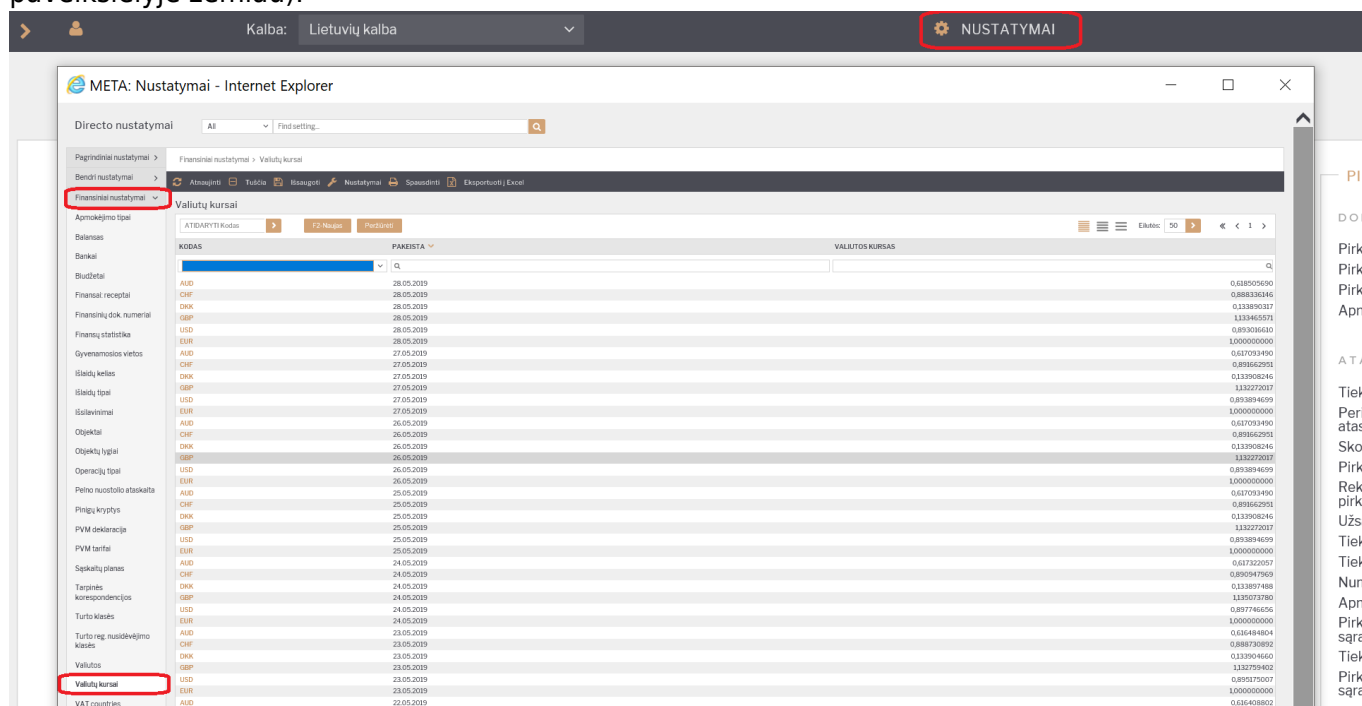 paveikslėlyje žemiau):
Kalba: Lietuvių kalba NUSTATYMAI
META: Nustatymai - Internet Explorer
Directo nustatymai All Find setting...
Pagrindiniai nustatymai
Finansiniai nustatymai › Valiutų kursai
Bendri nustatymai
Atnaujinti Tuščia Išsaugoti Nustatymai Spausdinti Eksportuoti į Excel
Finansiniai nustatymai
Valiutų kursai
Apmokėjimo tipai
ATIDARYTI Kodas F2-Naujas Peržiūrėti Eilutės: 50 1
Balansas
KODAS PAKEISTA VALIUTOS KURSAS
Bankai
Biudžetai
AUD 28.05.2019 0,618505690
CHF 28.05.2019 0,888336146
Finansai: receptai
DKK 28.05.2019 0,133890317
GBP 28.05.2019 1,133465571
Finansinių dok. numeriai
USD 28.05.2019 0,893016610
Finansų statistika
EUR 28.05.2019 1,000000000
AUD 27.05.2019 0,617093490
Gyvenamosios vietos
CHF 27.05.2019 0,891662951
Išlaidų kelias
DKK 27.05.2019 0,133908246
GBP 27.05.2019 1,132272017
Išlaidų tipai
USD 27.05.2019 0,893894699
EUR 27.05.2019 1,000000000
Išsilavinimai
AUD 26.05.2019 0,617093490
Objektai
CHF 26.05.2019 0,891662951
DKK 26.05.2019 0,133908246
Objektų lygiai
GBP 26.05.2019 1,132272017
USD 26.05.2019 0,893894699
Operacijų tipai
EUR 26.05.2019 1,000000000
Pelno nuostolio ataskaita
AUD 25.05.2019 0,617093490
CHF 25.05.2019 0,891662951
Pinigų kryptys
DKK 25.05.2019 0,133908246
GBP 25.05.2019 1,132272017
PVM deklaracija
USD 25.05.2019 0,893894699
PVM tarifai
EUR 25.05.2019 1,000000000
AUD 24.05.2019 0,617322057
Sąskaitų planas
CHF 24.05.2019 0,890947969
Tarpinės
DKK 24.05.2019 0,133897488
korespondencijos
GBP 24.05.2019 1,135073780
USD 24.05.2019 0,897746656
Turto klasės
EUR 24.05.2019 1,000000000
Turto reg. nusidėvėjimo
AUD 23.05.2019 0,616484804
klasės
CHF 23.05.2019 0,888730892
DKK 23.05.2019 0,133904660
Valiutos
GBP 23.05.2019 1,132759402
Valiutų kursai
USD 23.05.2019 0,895175007
EUR 23.05.2019 1,000000000
VAT countries
AUD 22.05.2019 0,616408802